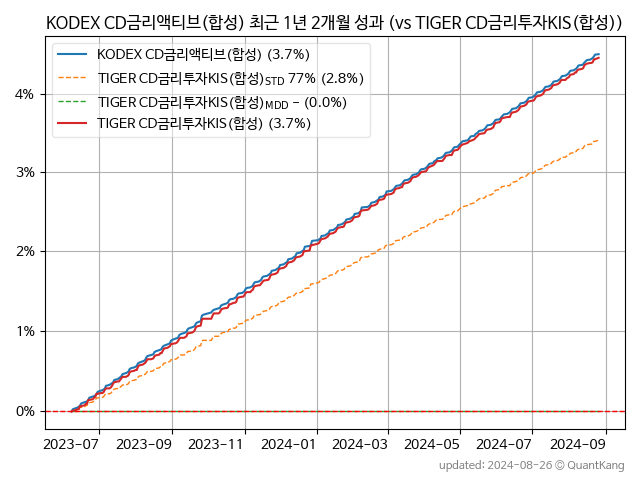 KODEX CD금리액티브(합성) 최근 1년 2개월 성과 (vs TIGER CD금리투자KIS(합성))
KODEX CD금리액티브(합성) (3.7%)
TIGER CD금리투자KIS(합성)STD 77% (2.8%)
TIGER CD금리투자KIS(합성)MDD − (0.0%)
TIGER CD금리투자KIS(합성) (3.7%)
4%
3%
2%
1%
0%
2023-07 2023-09 2023-11 2024-01 2024-03 2024-05 2024-07 2024-09
updated: 2024-08-26 © QuantKang